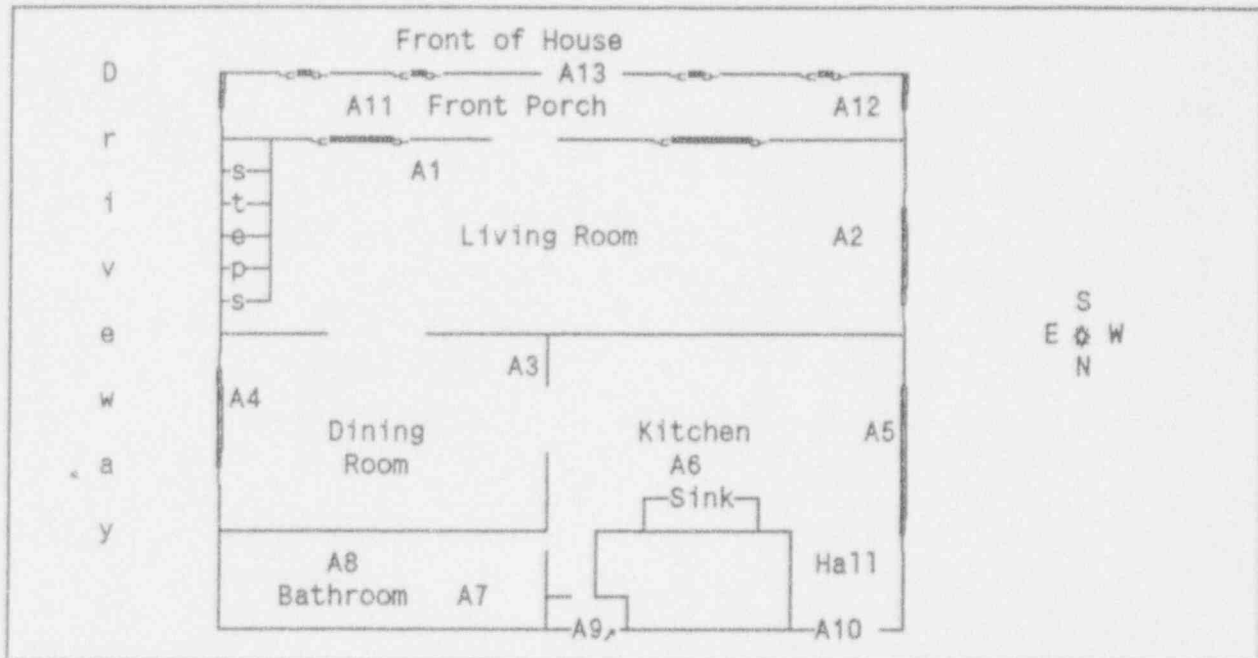 Front of House
D A13
A11 Front Porch A12
r
s A1
i t
e Living Room A2
v p
s S
e E W
A3 N
w A4 A5
Dining Kitchen
a Room A6
Sink
y
A8 Hall
Bathroom A7
A9 A10